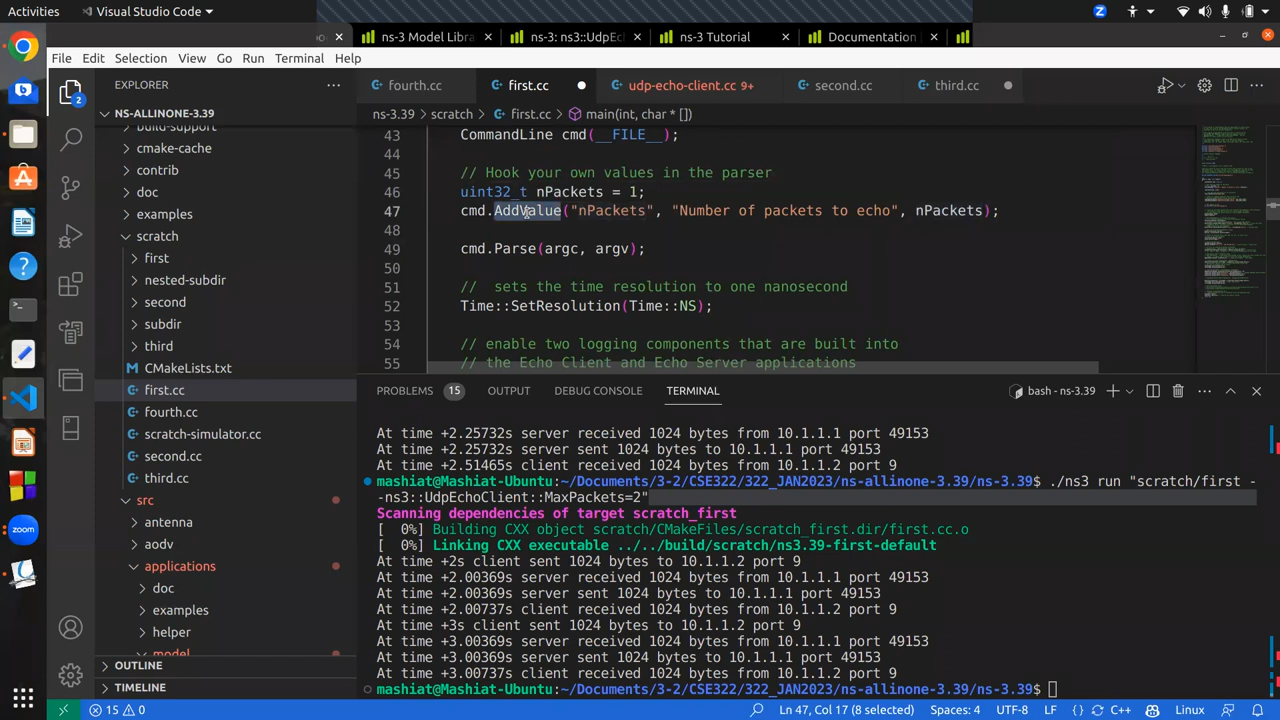 Activities
Visual Studio Code
ns-3 Model Libra
ns-3: ns3::UdpEc
ns-3 Tutorial
Documentation
File Edit Selection View Go Run Terminal Help
EXPLORER
fourth.cc
first.cc
udp-echo-client.cc 9+
second.cc
third.cc
NS-ALLINONE-3.39
ns-3.39 > scratch > first.cc > main(int, char * [])
build-support
cmake-cache
contrib
doc
examples
scratch
first
nested-subdir
second
subdir
third
CMakeLists.txt
first.cc
fourth.cc
scratch-simulator.cc
second.cc
third.cc
src
antenna
aodv
applications
doc
examples
helper
model
OUTLINE
TIMELINE
43 CommandLine cmd(__FILE__);
44
45 // Hook your own values in the parser
46 uint32_t nPackets = 1;
47 cmd.AddValue("nPackets", "Number of packets to echo", nPackets);
48
49 cmd.Parse(argc, argv);
50
51 //  sets the time resolution to one nanosecond
52 Time::SetResolution(Time::NS);
53
54 // enable two logging components that are built into
55 // the Echo Client and Echo Server applications
PROBLEMS 15 OUTPUT DEBUG CONSOLE TERMINAL
bash - ns-3.39
At time +2.25732s server received 1024 bytes from 10.1.1.1 port 49153
At time +2.25732s server sent 1024 bytes to 10.1.1.1 port 49153
At time +2.51465s client received 1024 bytes from 10.1.1.2 port 9
mashiat@Mashiat-Ubuntu:~/Documents/3-2/CSE322/322_JAN2023/ns-allinone-3.39/ns-3.39$ ./ns3 run "scratch/first -
-ns3::UdpEchoClient::MaxPackets=2"
Scanning dependencies of target scratch_first
[  0%] Building CXX object scratch/CMakeFiles/scratch_first.dir/first.cc.o
[  0%] Linking CXX executable ../../build/scratch/ns3.39-first-default
At time +2s client sent 1024 bytes to 10.1.1.2 port 9
At time +2.00369s server received 1024 bytes from 10.1.1.1 port 49153
At time +2.00369s server sent 1024 bytes to 10.1.1.1 port 49153
At time +2.00737s client received 1024 bytes from 10.1.1.2 port 9
At time +3s client sent 1024 bytes to 10.1.1.2 port 9
At time +3.00369s server received 1024 bytes from 10.1.1.1 port 49153
At time +3.00369s server sent 1024 bytes to 10.1.1.1 port 49153
At time +3.00737s client received 1024 bytes from 10.1.1.2 port 9
mashiat@Mashiat-Ubuntu:~/Documents/3-2/CSE322/322_JAN2023/ns-allinone-3.39/ns-3.39$
2
zoom
15 0
Ln 47, Col 17 (8 selected) Spaces: 4 UTF-8 LF {} C++ Linux